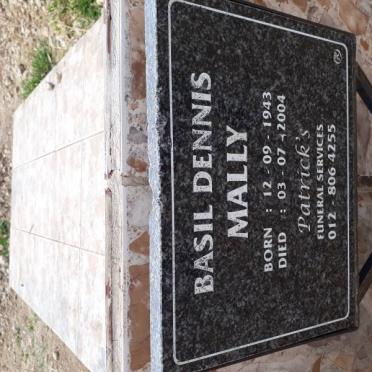 BASIL DENNIS
MALLY
BORN : 12 - 09 - 1943
DIED : 03 - 07 - 2004
Patrick's
FUNERAL SERVICES
012 806 4255